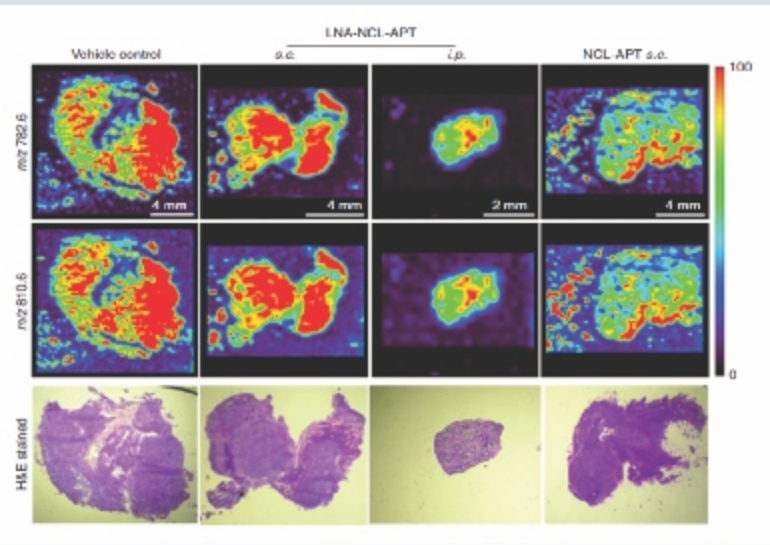 LNA-NCL-APT
Vehicle control
s.c.
i.p.
NCL-APT s.c.
100
m/z 782.6
4 mm
4 mm
2 mm
4 mm
m/z 810.6
0
H&E stained